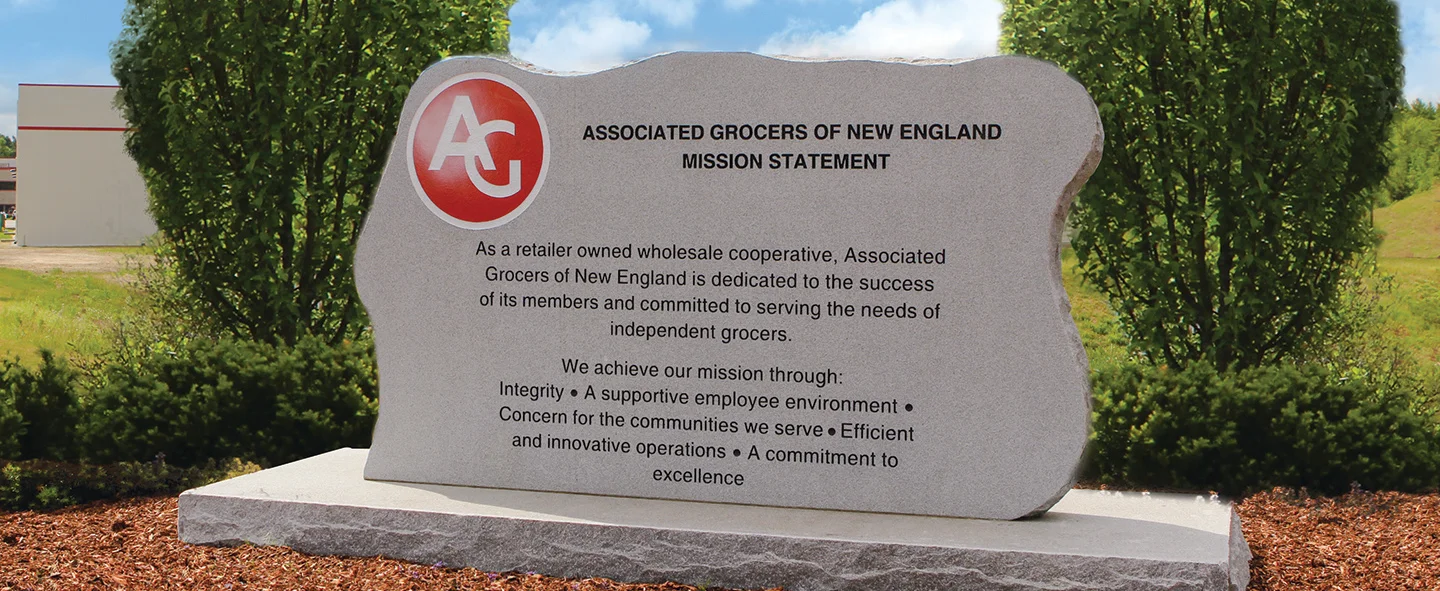 AG
ASSOCIATED GROCERS OF NEW ENGLAND
MISSION STATEMENT
As a retailer owned wholesale cooperative, Associated
Grocers of New England is dedicated to the success
of its members and committed to serving the needs of
independent grocers.
We achieve our mission through:
Integrity • A supportive employee environment •
Concern for the communities we serve • Efficient
and innovative operations • A commitment to
excellence